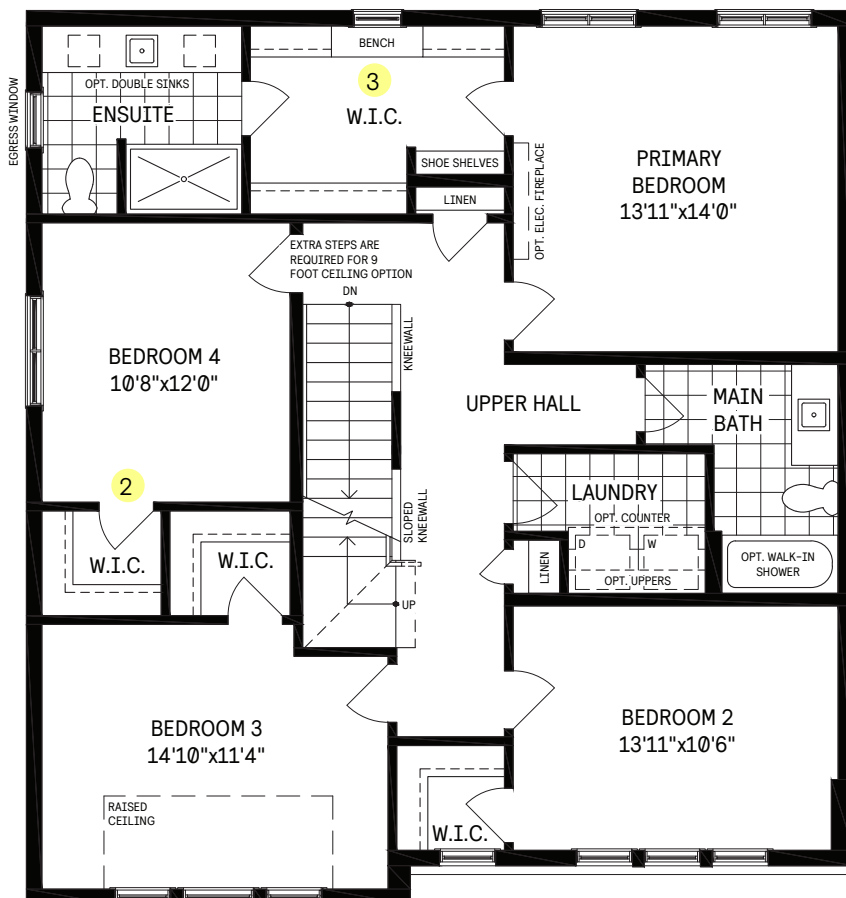 BENCH
OPT. DOUBLE SINKS
ENSUITE
EGRESS WINDOW
3
W.I.C.
SHOE SHELVES
LINEN
OPT. ELEC. FIREPLACE
PRIMARY
BEDROOM
13'11"x14'0"
EXTRA STEPS ARE
REQUIRED FOR 9
FOOT CEILING OPTION
DN
KNEEWALL
BEDROOM 4
10'8"x12'0"
UPPER HALL
MAIN
BATH
2
W.I.C.
W.I.C.
SLOPED
KNEEWALL
UP
LAUNDRY
OPT. COUNTER
D
W
OPT. UPPERS
LINEN
OPT. WALK-IN
SHOWER
BEDROOM 3
14'10"x11'4"
RAISED
CEILING
BEDROOM 2
13'11"x10'6"
W.I.C.